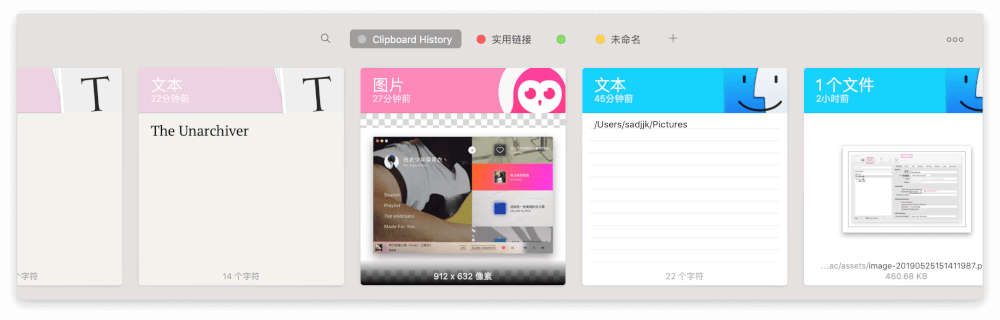 Clipboard History
实用链接
未命名
文本
22分钟前
The Unarchiver
14 个字符
图片
27分钟前
Search
Playlist
Top podcasts
Made For You
912 x 632 像素
文本
45分钟前
/Users/sadjjk/Pictures
22 个字符
1个文件
2小时前
...ac/assets/image-20190525151411987.p
460.68 KB
个字符